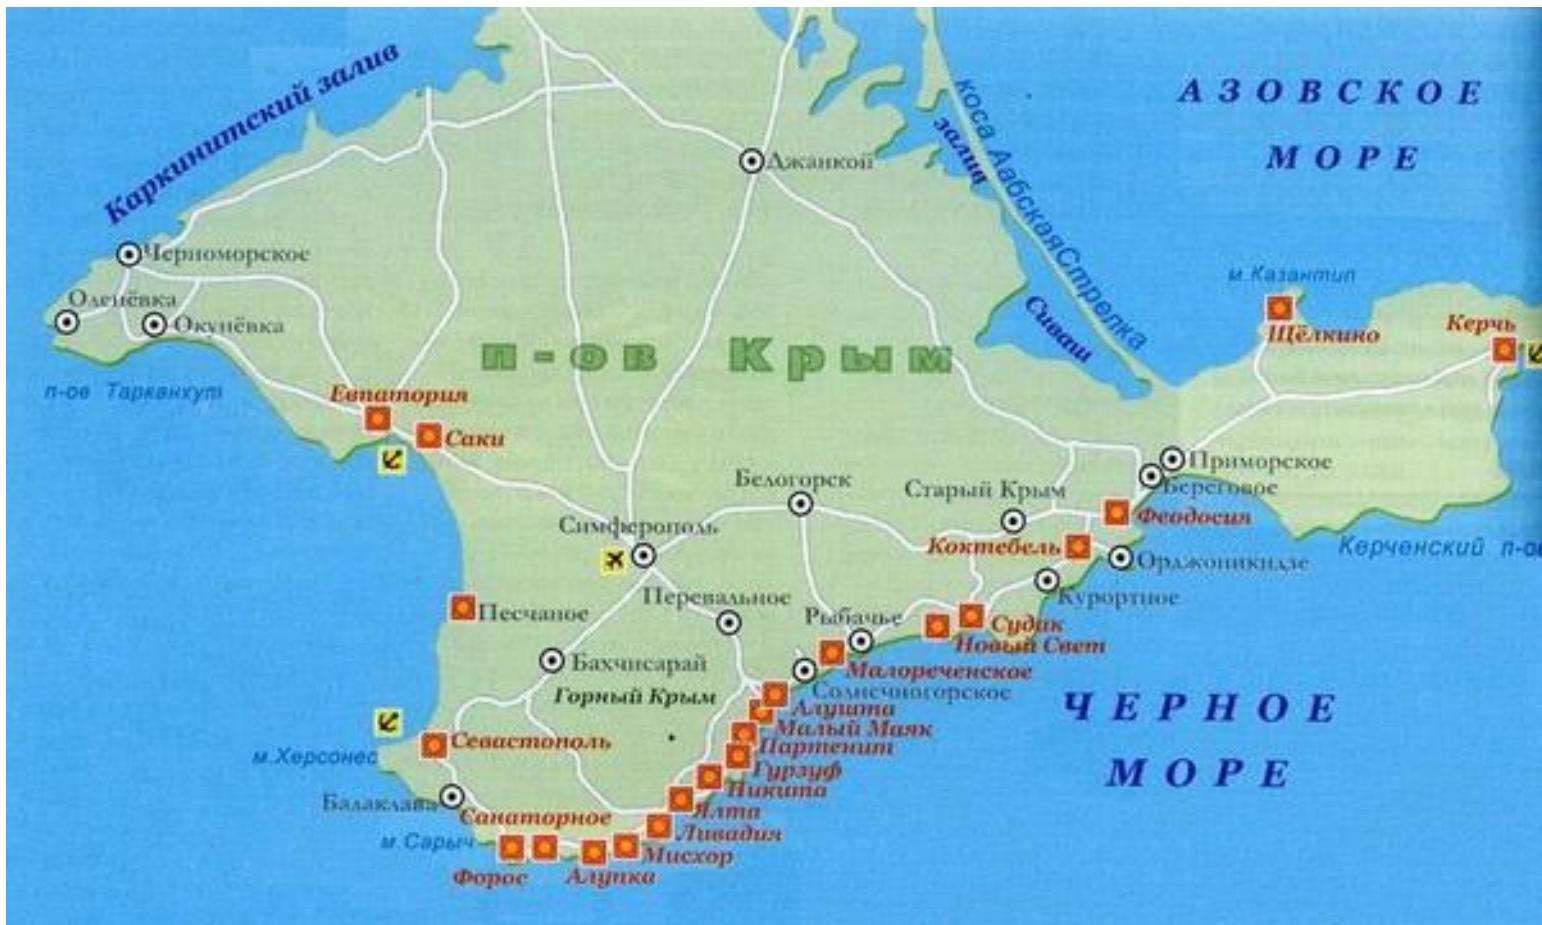 Каркинитский залив
АЗОВСКОЕ
МОРЕ
коса Аабская Стрелка
залив
Сиваш
Джанкой
Черноморское
Оленёвка
Окунёвка
п-ов Тарканкут
м.Казантип
Щёлкино
Керчь
п-ов Крым
Евпатория
Саки
Белогорск
Старый Крым
Приморское
Береговое
Феодосия
Симферополь
Коктебель
Орджоникидзе
Керченский п-ов
Курортное
Песчаное
Перевальное
Рыбачье
Судак
Новый Свет
Бахчисарай
Малореченское
Горный Крым
Солнечногорское
Алушта
Малый Маяк
Партенит
Гурзуф
Никита
Ялта
Ливадия
Мисхор
Алупка
Форос
Санаторное
Севастополь
м.Херсонес
Балаклава
м.Сарыч
ЧЕРНОЕ
МОРЕ